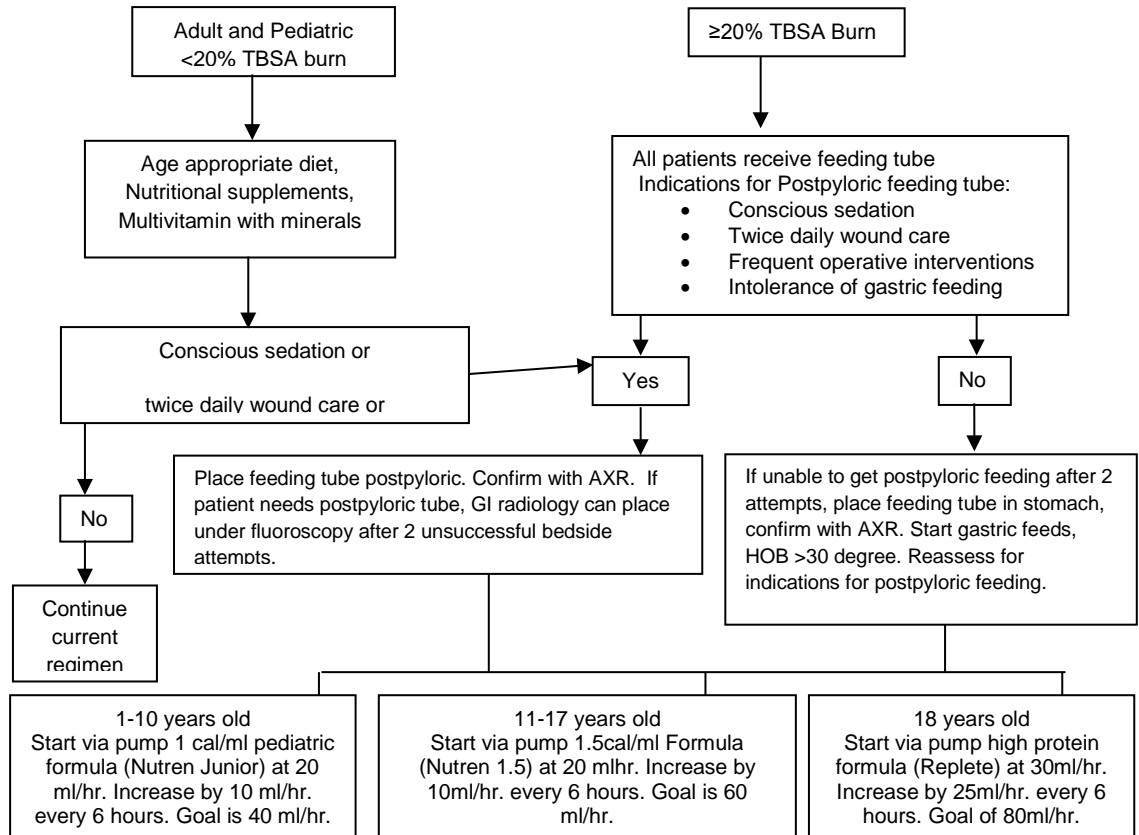 Adult and Pediatric
<20% TBSA burn
≥20% TBSA Burn
Age appropriate diet,
Nutritional supplements,
Multivitamin with minerals
All patients receive feeding tube
Indications for Postpyloric feeding tube:
• Conscious sedation
• Twice daily wound care
• Frequent operative interventions
• Intolerance of gastric feeding
Conscious sedation or
twice daily wound care or
Yes
No
No
Place feeding tube postpyloric. Confirm with AXR. If
patient needs postpyloric tube, GI radiology can place
under fluoroscopy after 2 unsuccessful bedside
attempts.
If unable to get postpyloric feeding after 2
attempts, place feeding tube in stomach,
confirm with AXR. Start gastric feeds,
HOB >30 degree. Reassess for
indications for postpyloric feeding.
Continue
current
regimen
1-10 years old
Start via pump 1 cal/ml pediatric
formula (Nutren Junior) at 20
ml/hr. Increase by 10 ml/hr.
every 6 hours. Goal is 40 ml/hr.
11-17 years old
Start via pump 1.5cal/ml Formula
(Nutren 1.5) at 20 mlhr. Increase by
10ml/hr. every 6 hours. Goal is 60
ml/hr.
18 years old
Start via pump high protein
formula (Replete) at 30ml/hr.
Increase by 25ml/hr. every 6
hours. Goal of 80ml/hr.